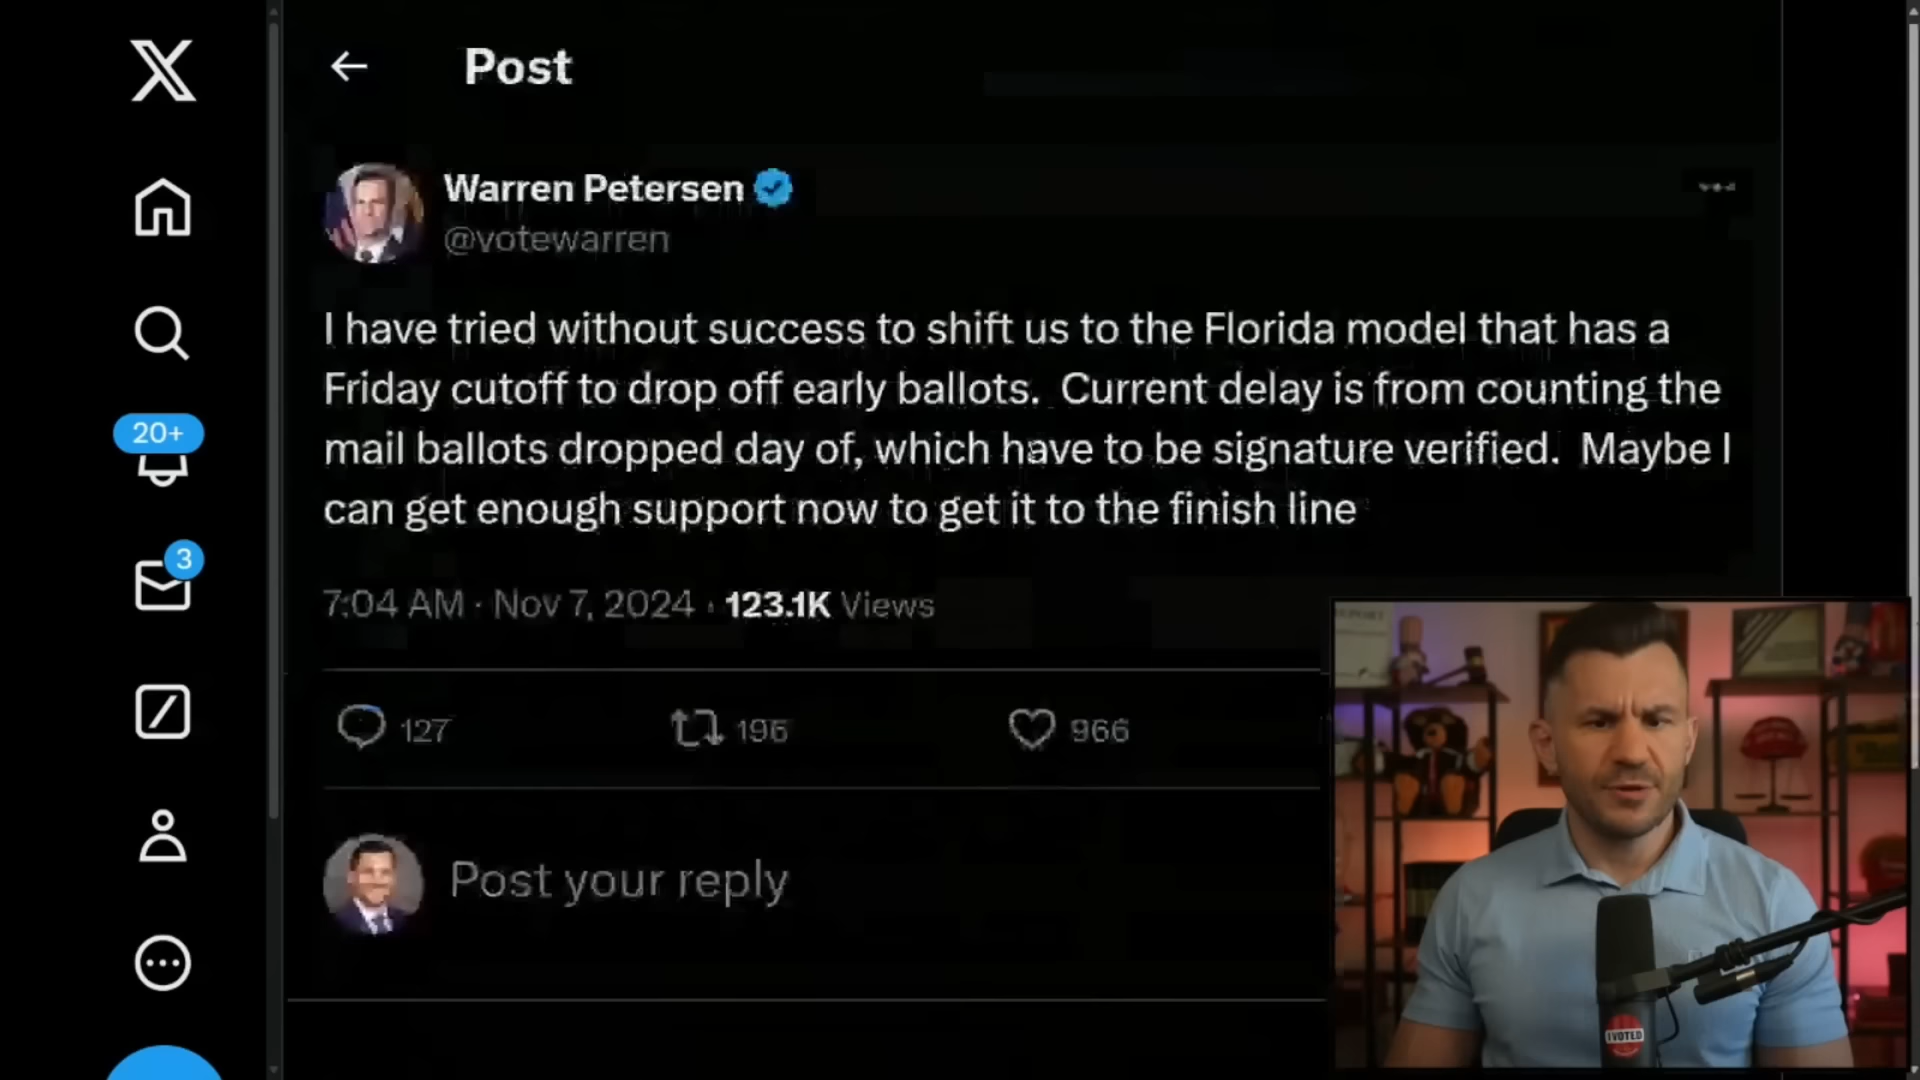 Post
Warren Petersen
@votewarren
I have tried without success to shift us to the Florida model that has a
Friday cutoff to drop off early ballots.  Current delay is from counting the
mail ballots dropped day of, which have to be signature verified.  Maybe I
can get enough support now to get it to the finish line
7:04 AM · Nov 7, 2024 · 123.1K Views
127 196 966
Post your reply
20+
3
I VOTED